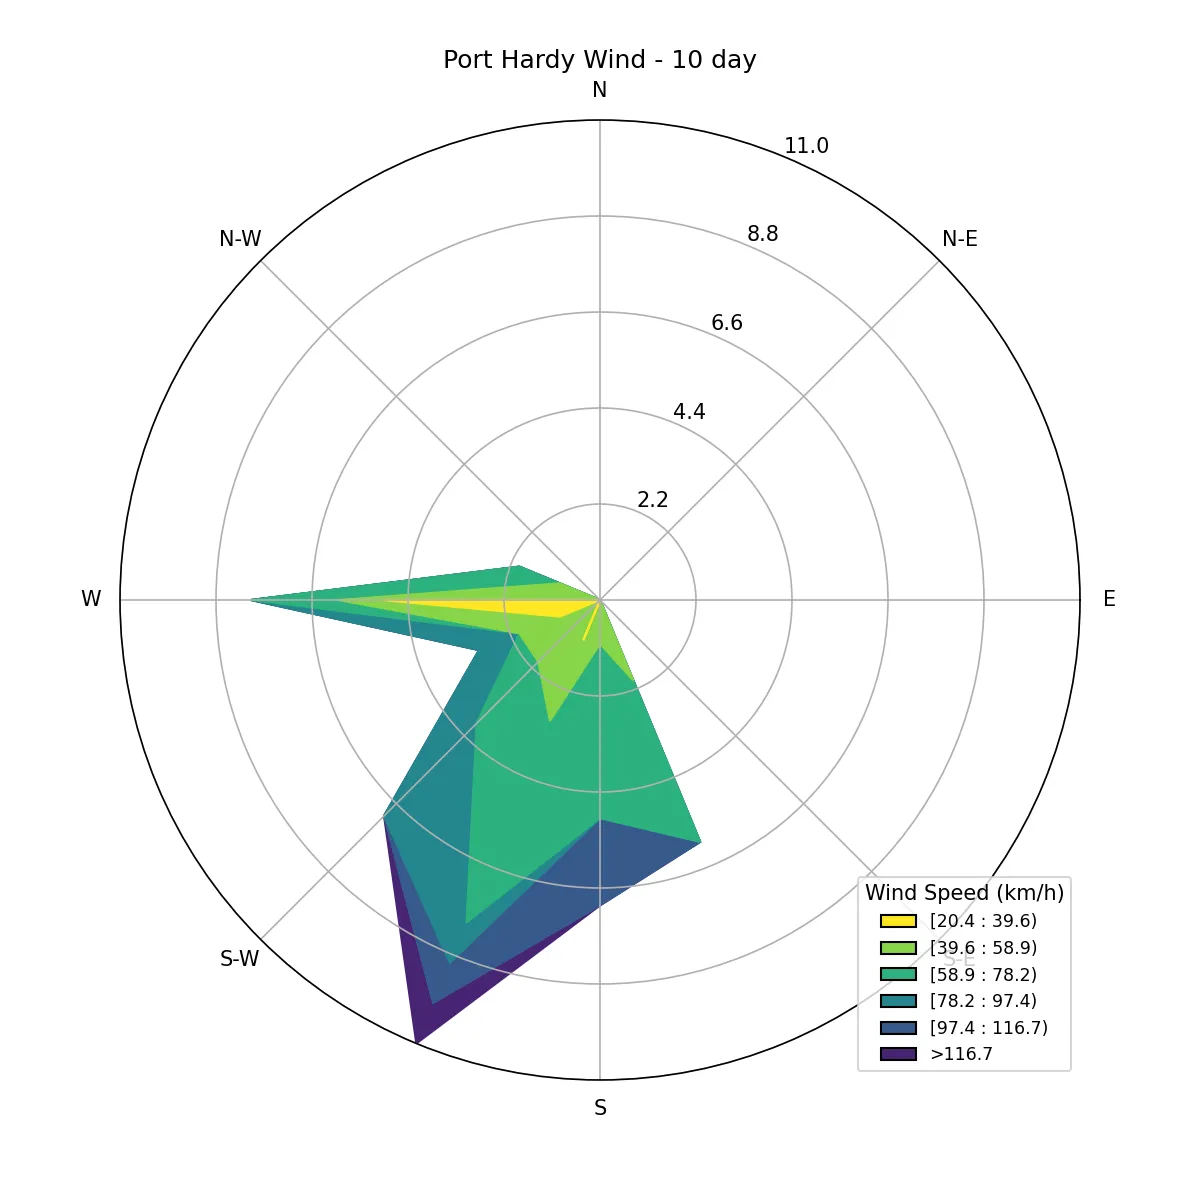 Port Hardy Wind - 10 day
N
11.0
N-W
8.8
N-E
6.6
4.4
2.2
W
E
S-W
S-E
S
Wind Speed (km/h)
[20.4 : 39.6)
[39.6 : 58.9)
[58.9 : 78.2)
[78.2 : 97.4)
[97.4 : 116.7)
>116.7